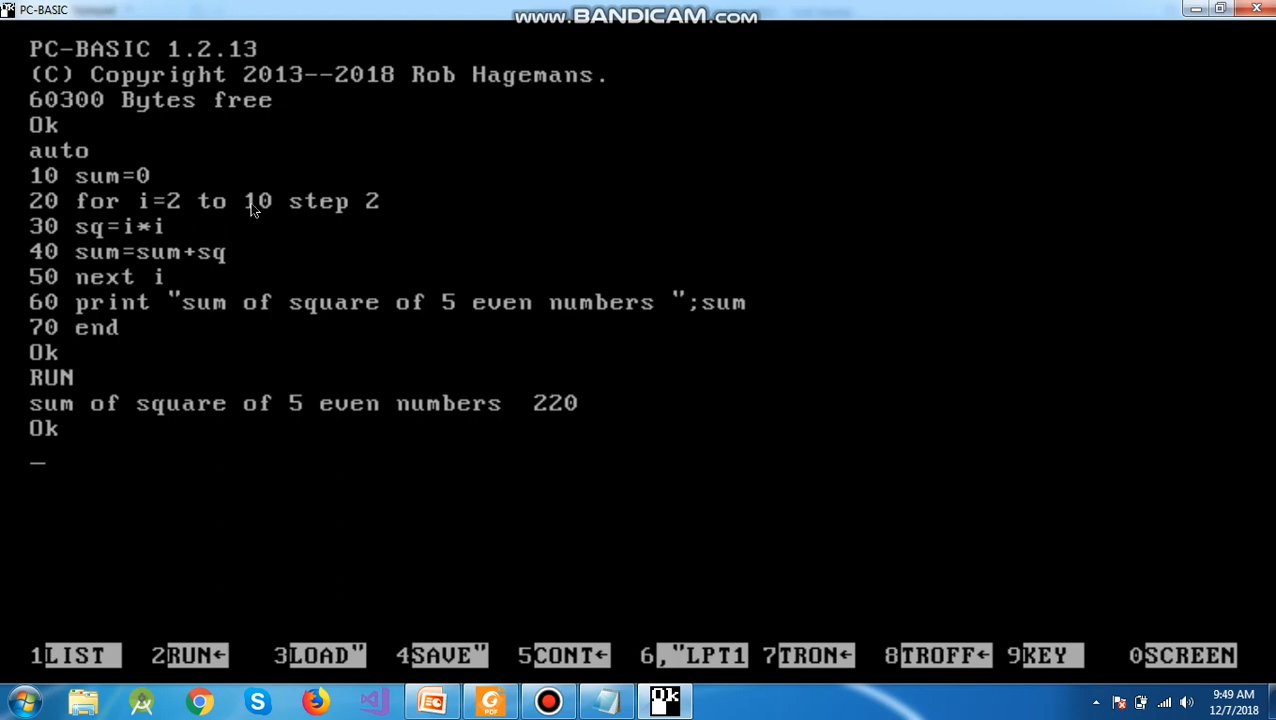 PC-BASIC
www.BANDICAM.com
PC-BASIC 1.2.13
(C) Copyright 2013--2018 Rob Hagemans.
60300 Bytes free
Ok
auto
10 sum=0
20 for i=2 to 10 step 2
30 sq=i*i
40 sum=sum+sq
50 next i
60 print "sum of square of 5 even numbers ";sum
70 end
Ok
RUN
sum of square of 5 even numbers  220
Ok
_
1LIST 2RUN← 3LOAD" 4SAVE" 5CONT← 6,"LPT1 7TRON← 8TROFF← 9KEY 0SCREEN
PDF
Ok
9:49 AM
12/7/2018